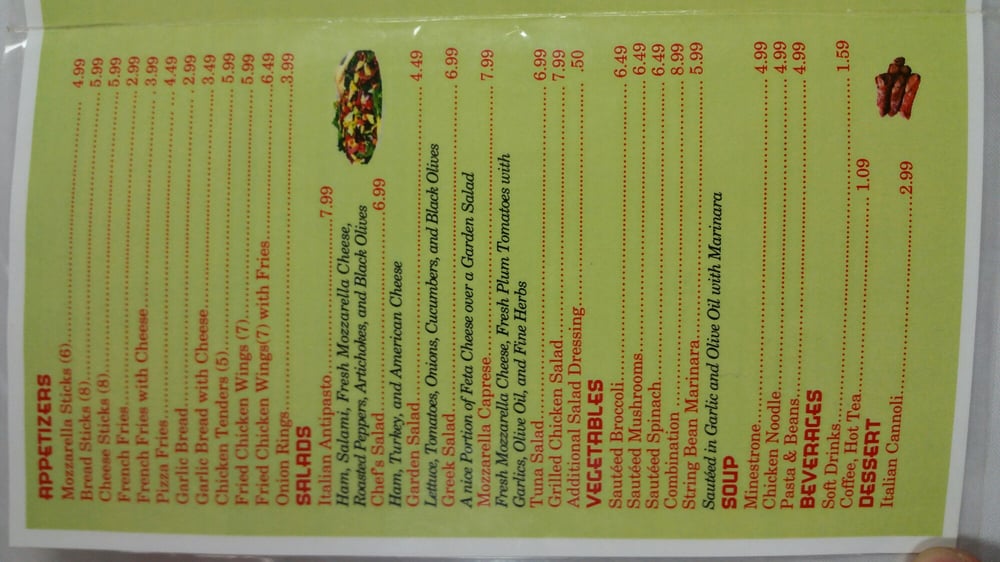 APPETIZERS
Mozzarella Sticks (6)..........4.99
Bread Sticks (8)..........5.99
Cheese Sticks (8)..........5.99
French Fries..........2.99
French Fries with Cheese..........3.99
Pizza Fries..........4.49
Garlic Bread..........2.99
Garlic Bread with Cheese..........3.49
Chicken Tenders (5)..........5.99
Fried Chicken Wings (7)..........5.99
Fried Chicken Wings(7) with Fries..........6.49
Onion Rings..........3.99
SALADS
Italian Antipasto..........7.99
Ham, Salami, Fresh Mozzarella Cheese,
Roasted Peppers, Artichokes, and Black Olives
Chef's Salad..........6.99
Ham, Turkey, and American Cheese
Garden Salad..........4.49
Lettuce, Tomatoes, Onions, Cucumbers, and Black Olives
Greek Salad..........6.99
A nice Portion of Feta Cheese over a Garden Salad
Mozzarella Caprese..........7.99
Fresh Mozzarella Cheese, Fresh Plum Tomatoes with
Garlics, Olive Oil, and Fine Herbs
Tuna Salad..........6.99
Grilled Chicken Salad..........7.99
Additional Salad Dressing...........50
VEGETABLES
Sautéed Broccoli..........6.49
Sautéed Mushrooms..........6.49
Sautéed Spinach..........6.49
Combination..........8.99
String Bean Marinara..........5.99
Sautéed in Garlic and Olive Oil with Marinara
SOUP
Minestrone..........4.99
Chicken Noodle..........4.99
Pasta & Beans..........4.99
BEVERAGES
Soft Drinks..........1.59
Coffee, Hot Tea..........1.09
DESSERT
Italian Cannoli..........2.99